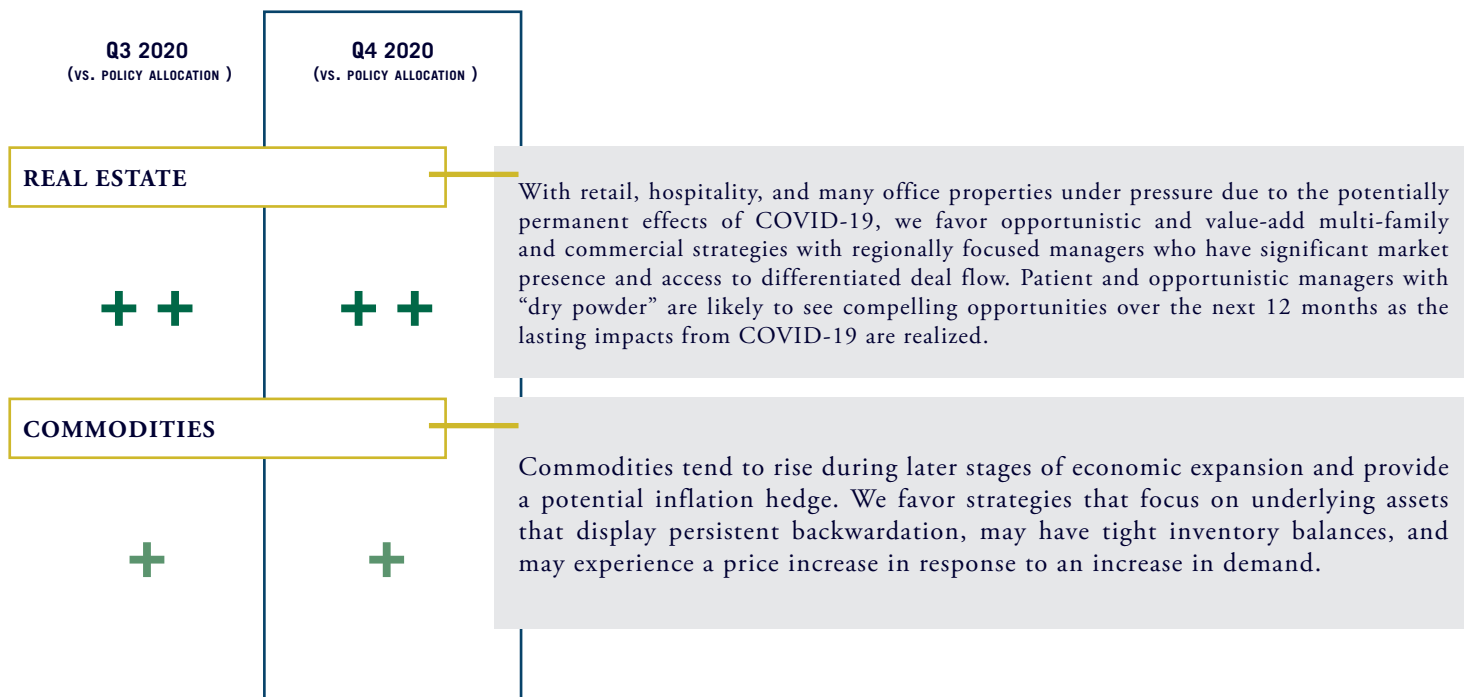 Q3 2020
(VS. POLICY ALLOCATION )
Q4 2020
(VS. POLICY ALLOCATION )
REAL ESTATE
With retail, hospitality, and many office properties under pressure due to the potentially
permanent effects of COVID-19, we favor opportunistic and value-add multi-family
and commercial strategies with regionally focused managers who have significant market
presence and access to differentiated deal flow. Patient and opportunistic managers with
“dry powder” are likely to see compelling opportunities over the next 12 months as the
lasting impacts from COVID-19 are realized.
+ +
+ +
COMMODITIES
Commodities tend to rise during later stages of economic expansion and provide
a potential inflation hedge. We favor strategies that focus on underlying assets
that display persistent backwardation, may have tight inventory balances, and
may experience a price increase in response to an increase in demand.
+
+